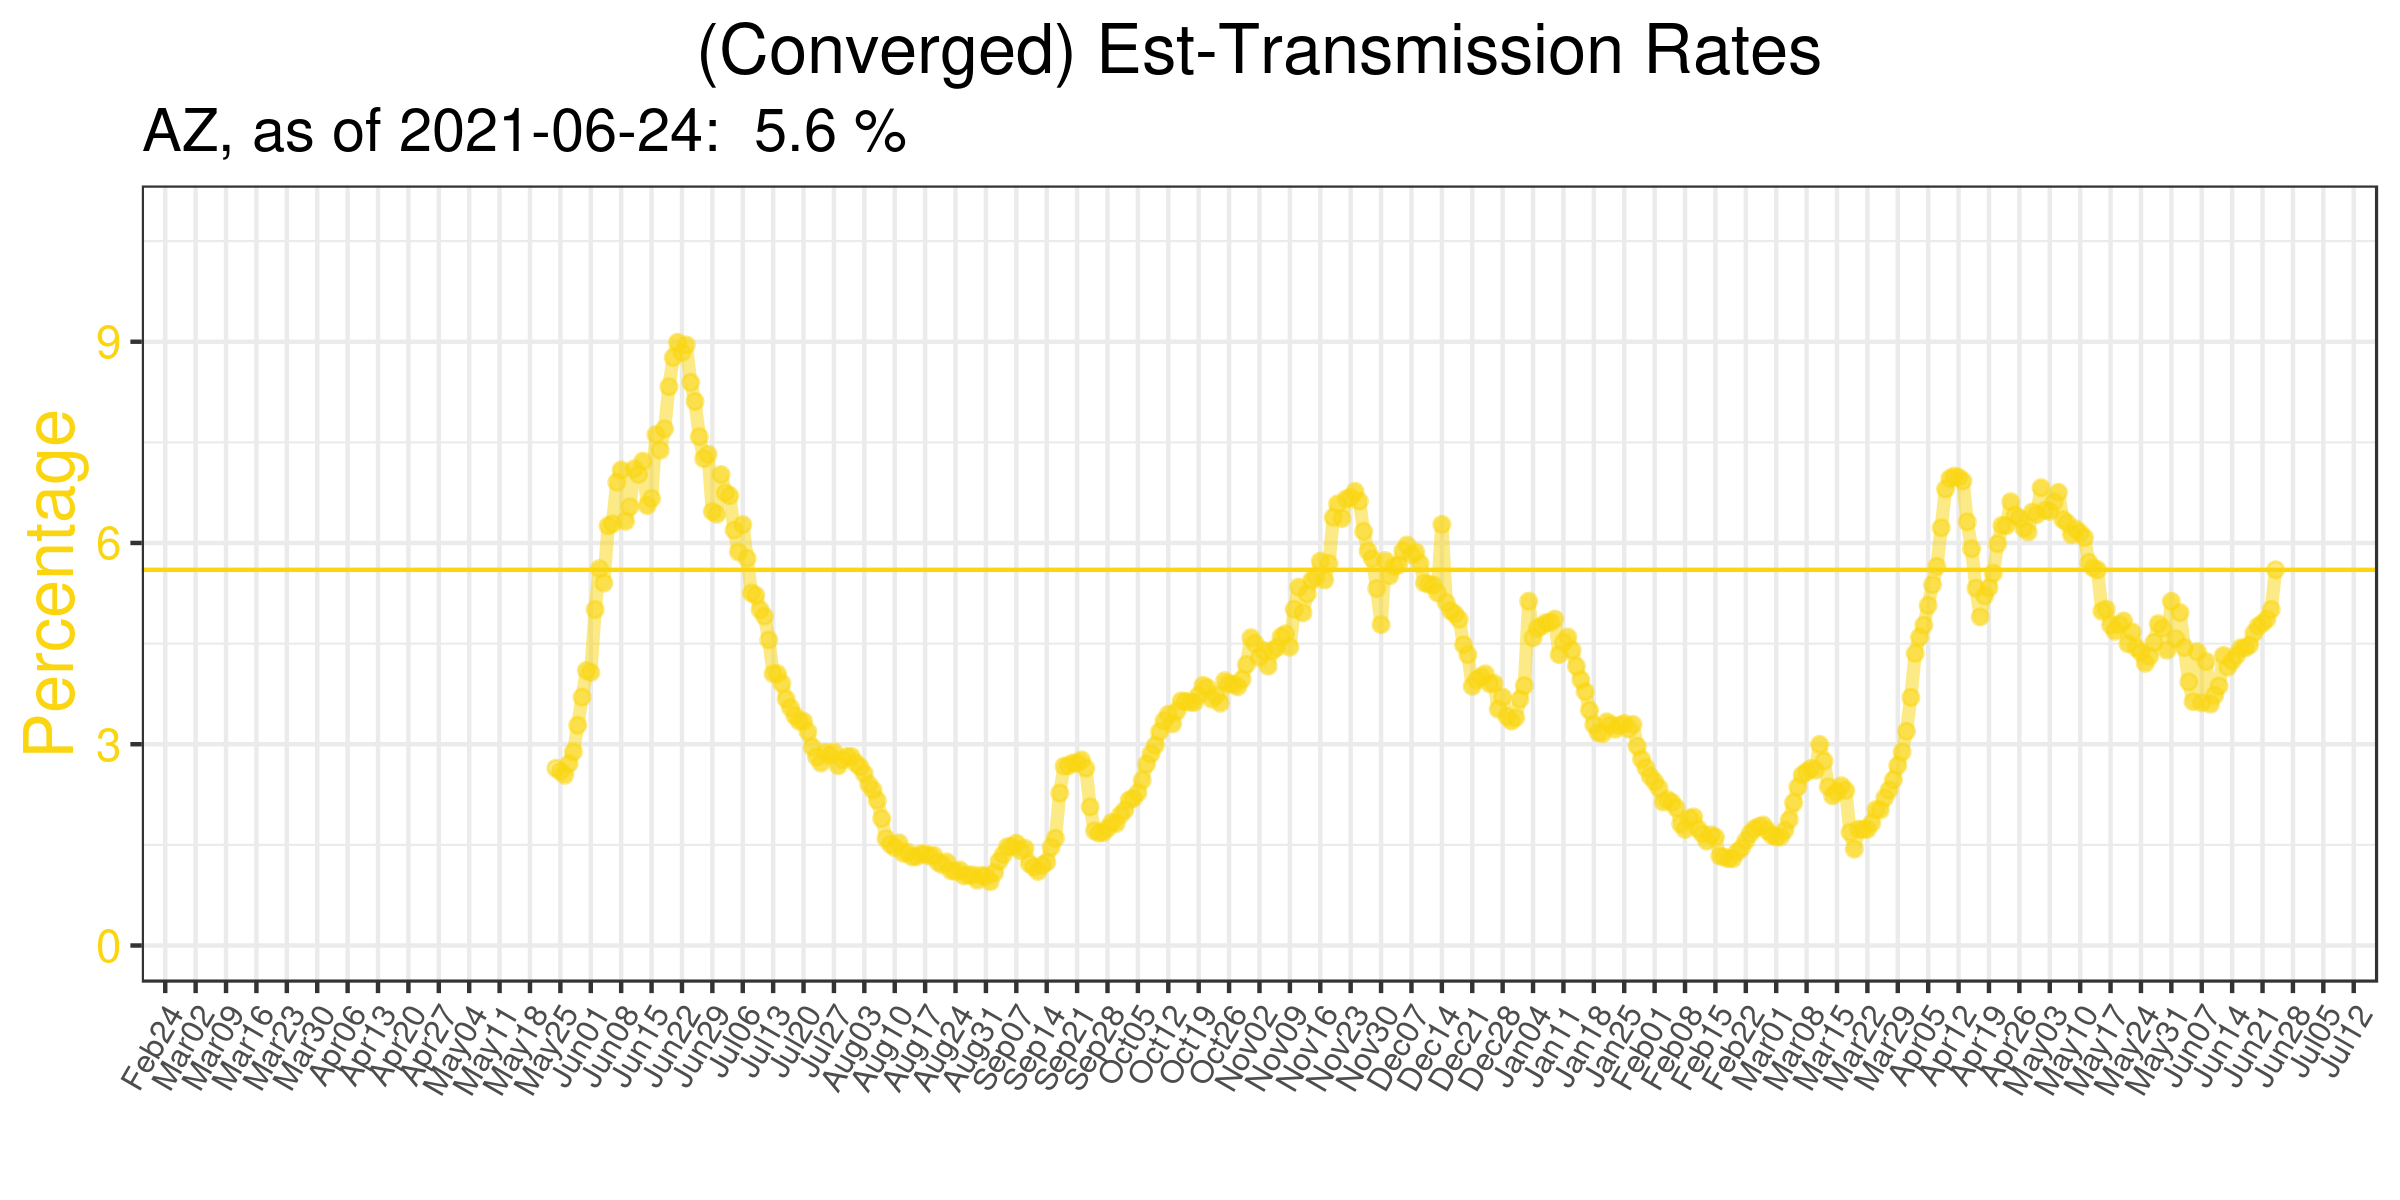 (Converged) Est-Transmission Rates
AZ, as of 2021-06-24:  5.6 %
Percentage
9
6
3
0
Feb24
Mar02
Mar09
Mar16
Mar23
Mar30
Apr06
Apr13
Apr20
Apr27
May04
May11
May18
May25
Jun01
Jun08
Jun15
Jun22
Jun29
Jul06
Jul13
Jul20
Jul27
Aug03
Aug10
Aug17
Aug24
Aug31
Sep07
Sep14
Sep21
Sep28
Oct05
Oct12
Oct19
Oct26
Nov02
Nov09
Nov16
Nov23
Nov30
Dec07
Dec14
Dec21
Dec28
Jan04
Jan11
Jan18
Jan25
Feb01
Feb08
Feb15
Feb22
Mar01
Mar08
Mar15
Mar22
Mar29
Apr05
Apr12
Apr19
Apr26
May03
May10
May17
May24
May31
Jun07
Jun14
Jun21
Jun28
Jul05
Jul12